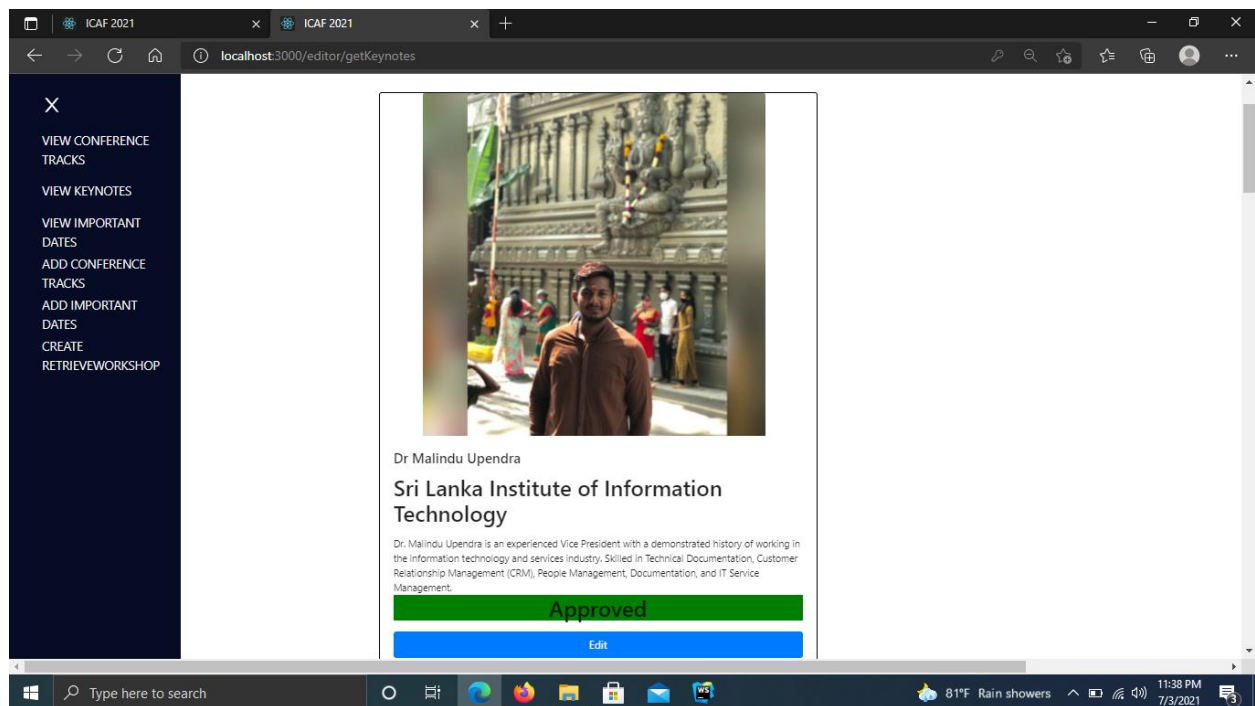 ICAF 2021
ICAF 2021
localhost:3000/editor/getKeynotes
X
VIEW CONFERENCE
TRACKS
VIEW KEYNOTES
VIEW IMPORTANT
DATES
ADD CONFERENCE
TRACKS
ADD IMPORTANT
DATES
CREATE
RETRIEVEWORKSHOP
Dr Malindu Upendra
Sri Lanka Institute of Information
Technology
Dr. Malindu Upendra is an experienced Vice President with a demonstrated history of working in
the information technology and services industry. Skilled in Technical Documentation, Customer
Relationship Management (CRM), People Management, Documentation, and IT Service
Management.
Approved
Edit
Type here to search
WS
81°F Rain showers
11:38 PM
7/3/2021
3